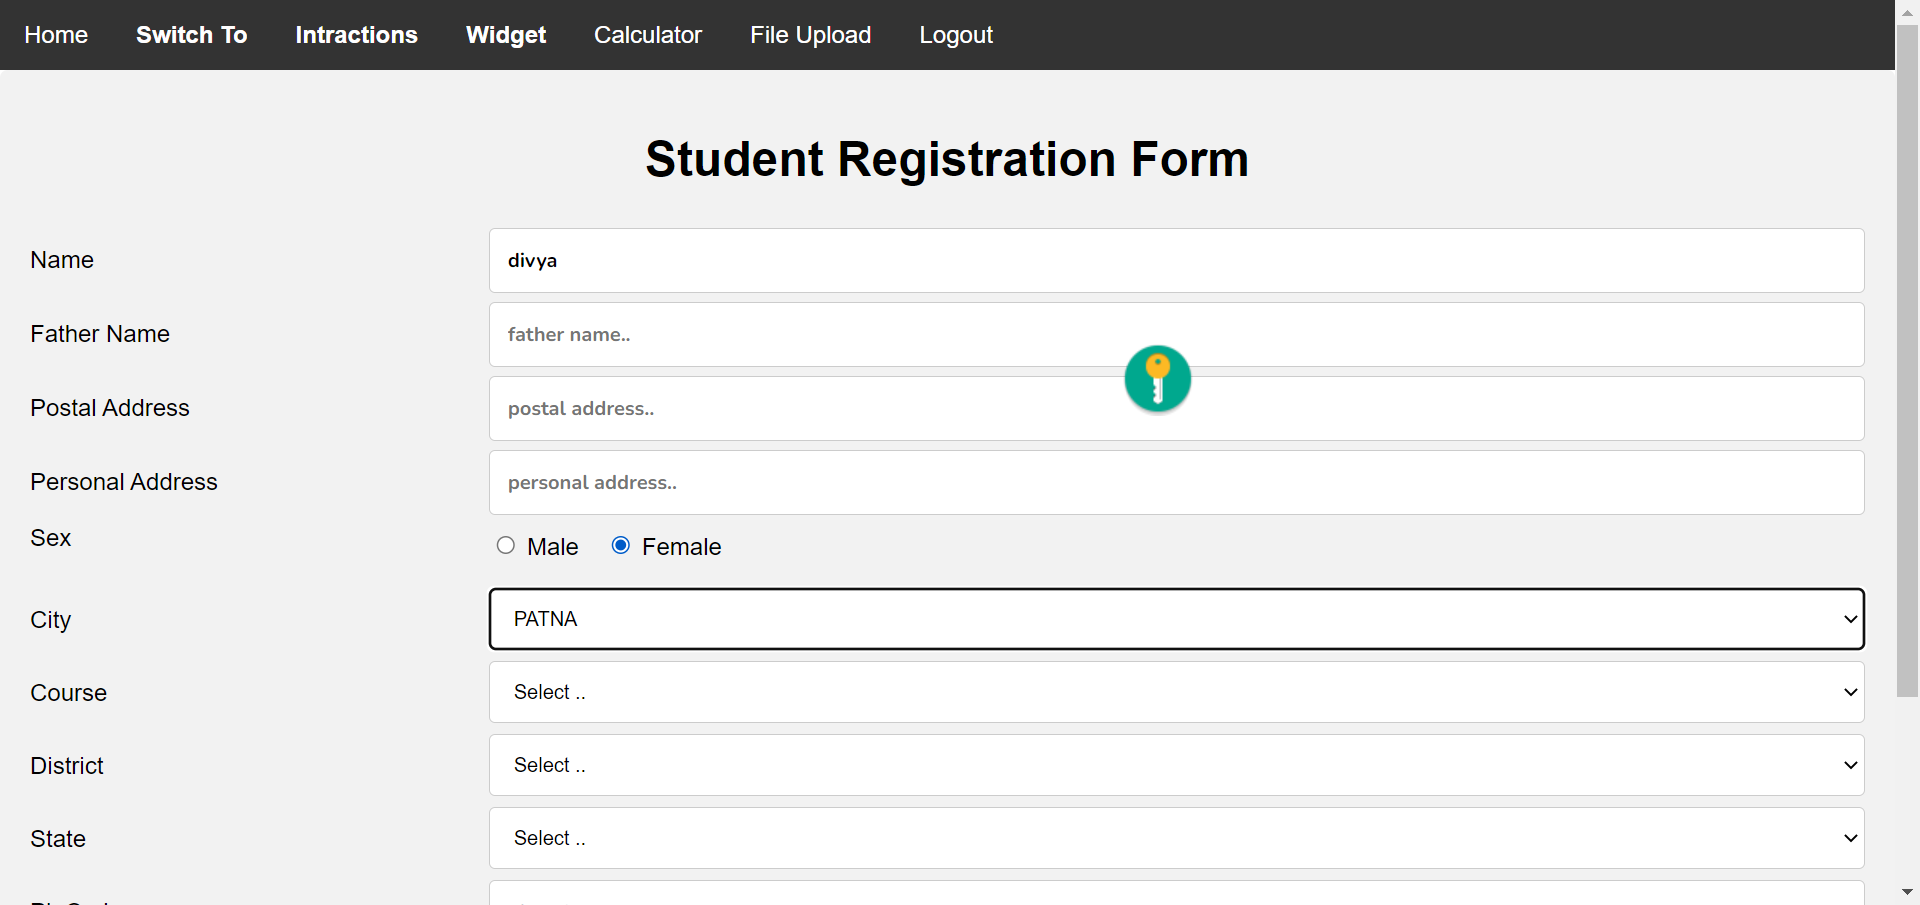 Home Switch To Intractions Widget Calculator File Upload Logout
Student Registration Form
Name divya
Father Name father name..
Postal Address postal address..
Personal Address personal address..
Sex Male Female
City PATNA
Course Select ..
District Select ..
State Select ..